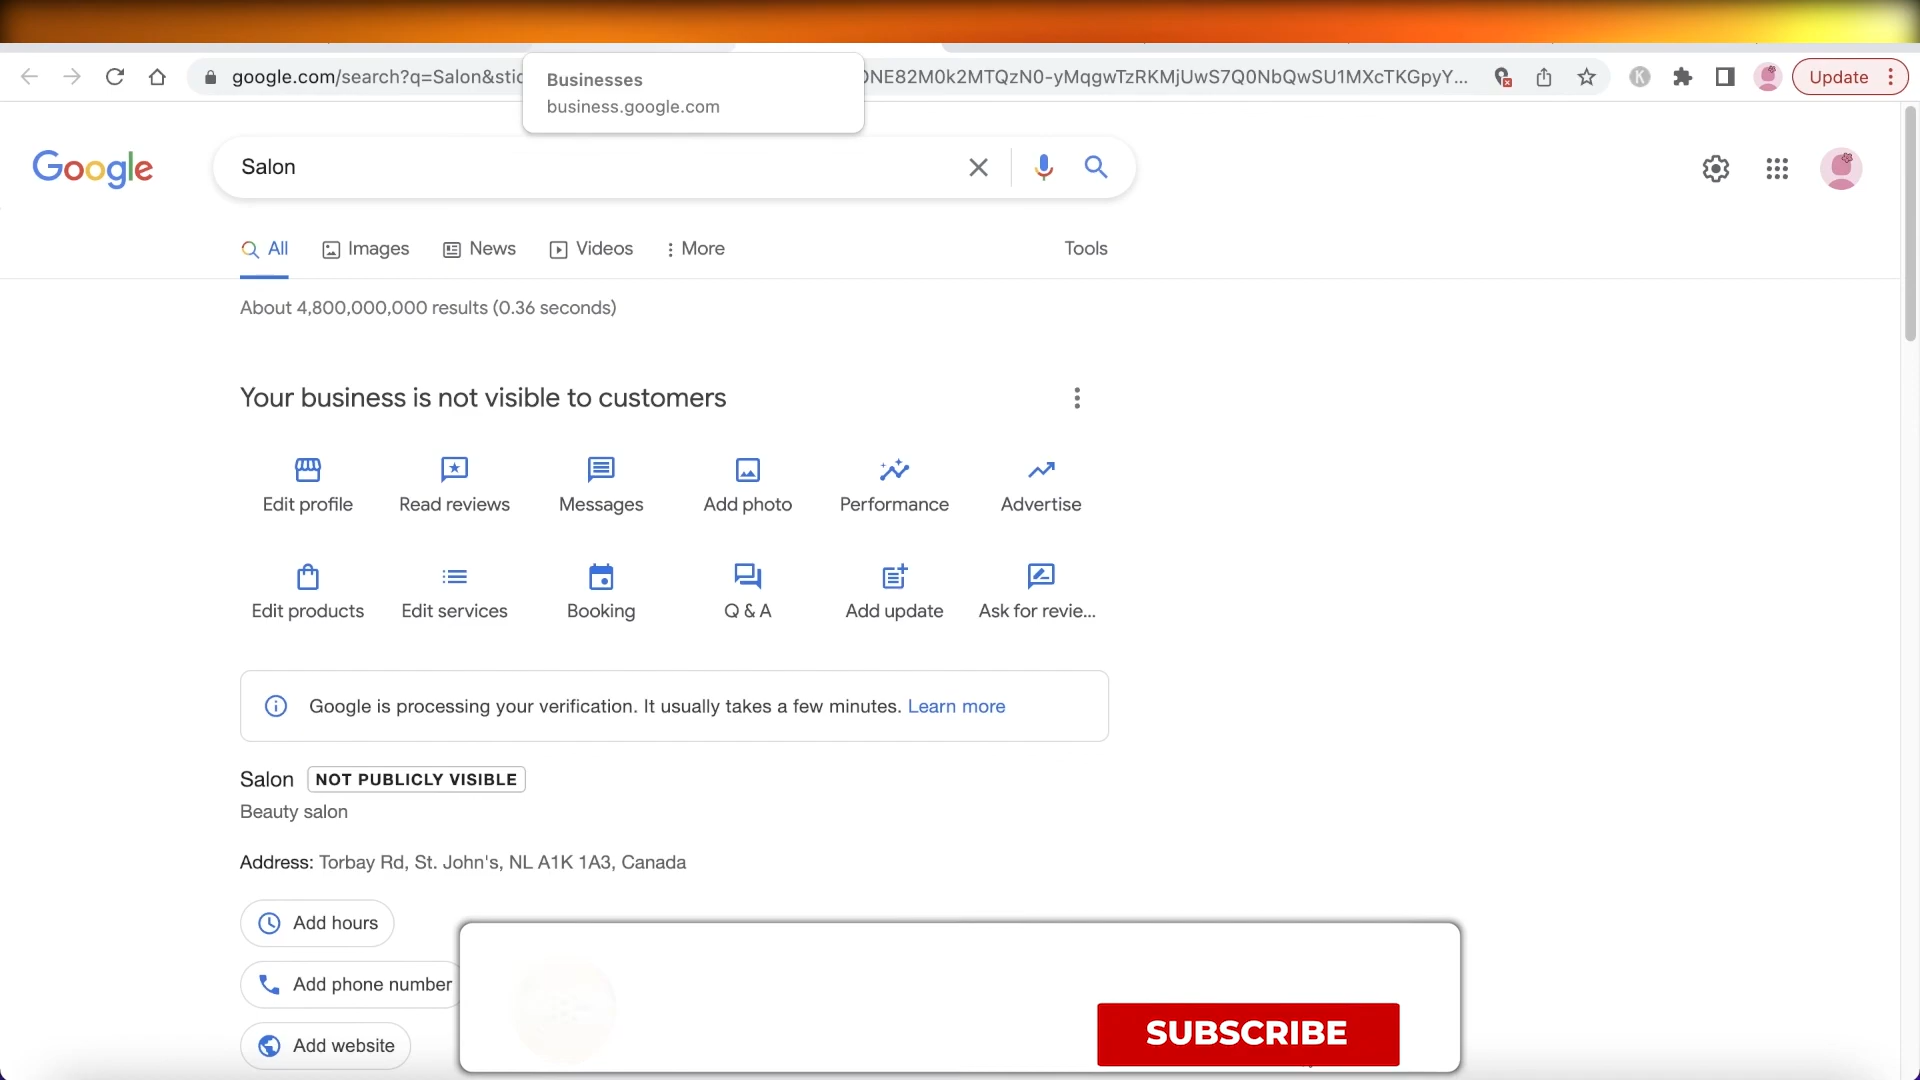 Businesses
business.google.com
google.com/search?q=Salon&stic
NE82M0k2MTQzN0-yMqgwTzRKMjUwS7Q0NbQwSU1MXcTKGpyY...
K
Update
Google
Salon
All
Images
News
Videos
More
Tools
About 4,800,000,000 results (0.36 seconds)
Your business is not visible to customers
Edit profile
Read reviews
Messages
Add photo
Performance
Advertise
Edit products
Edit services
Booking
Q & A
Add update
Ask for revie...
Google is processing your verification. It usually takes a few minutes. Learn more
Salon NOT PUBLICLY VISIBLE
Beauty salon
Address: Torbay Rd, St. John's, NL A1K 1A3, Canada
Add hours
Add phone number
Add website
SUBSCRIBE